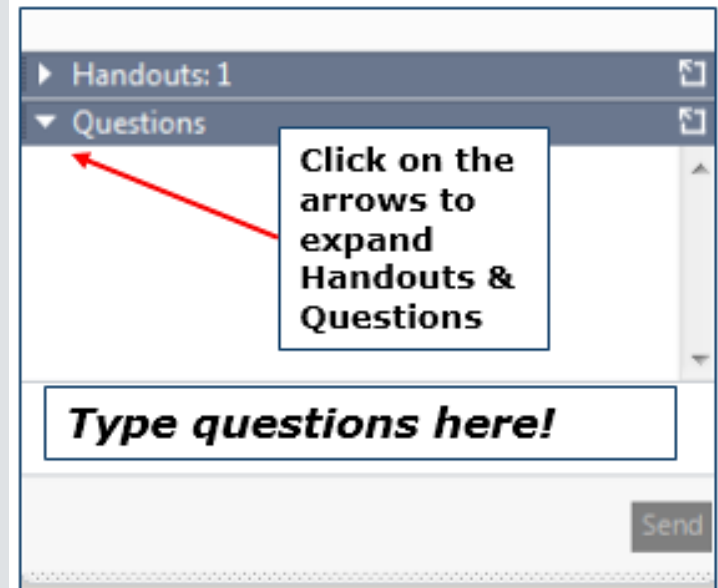 Handouts: 1
Questions
Click on the
arrows to
expand
Handouts &
Questions
Type questions here!
Send